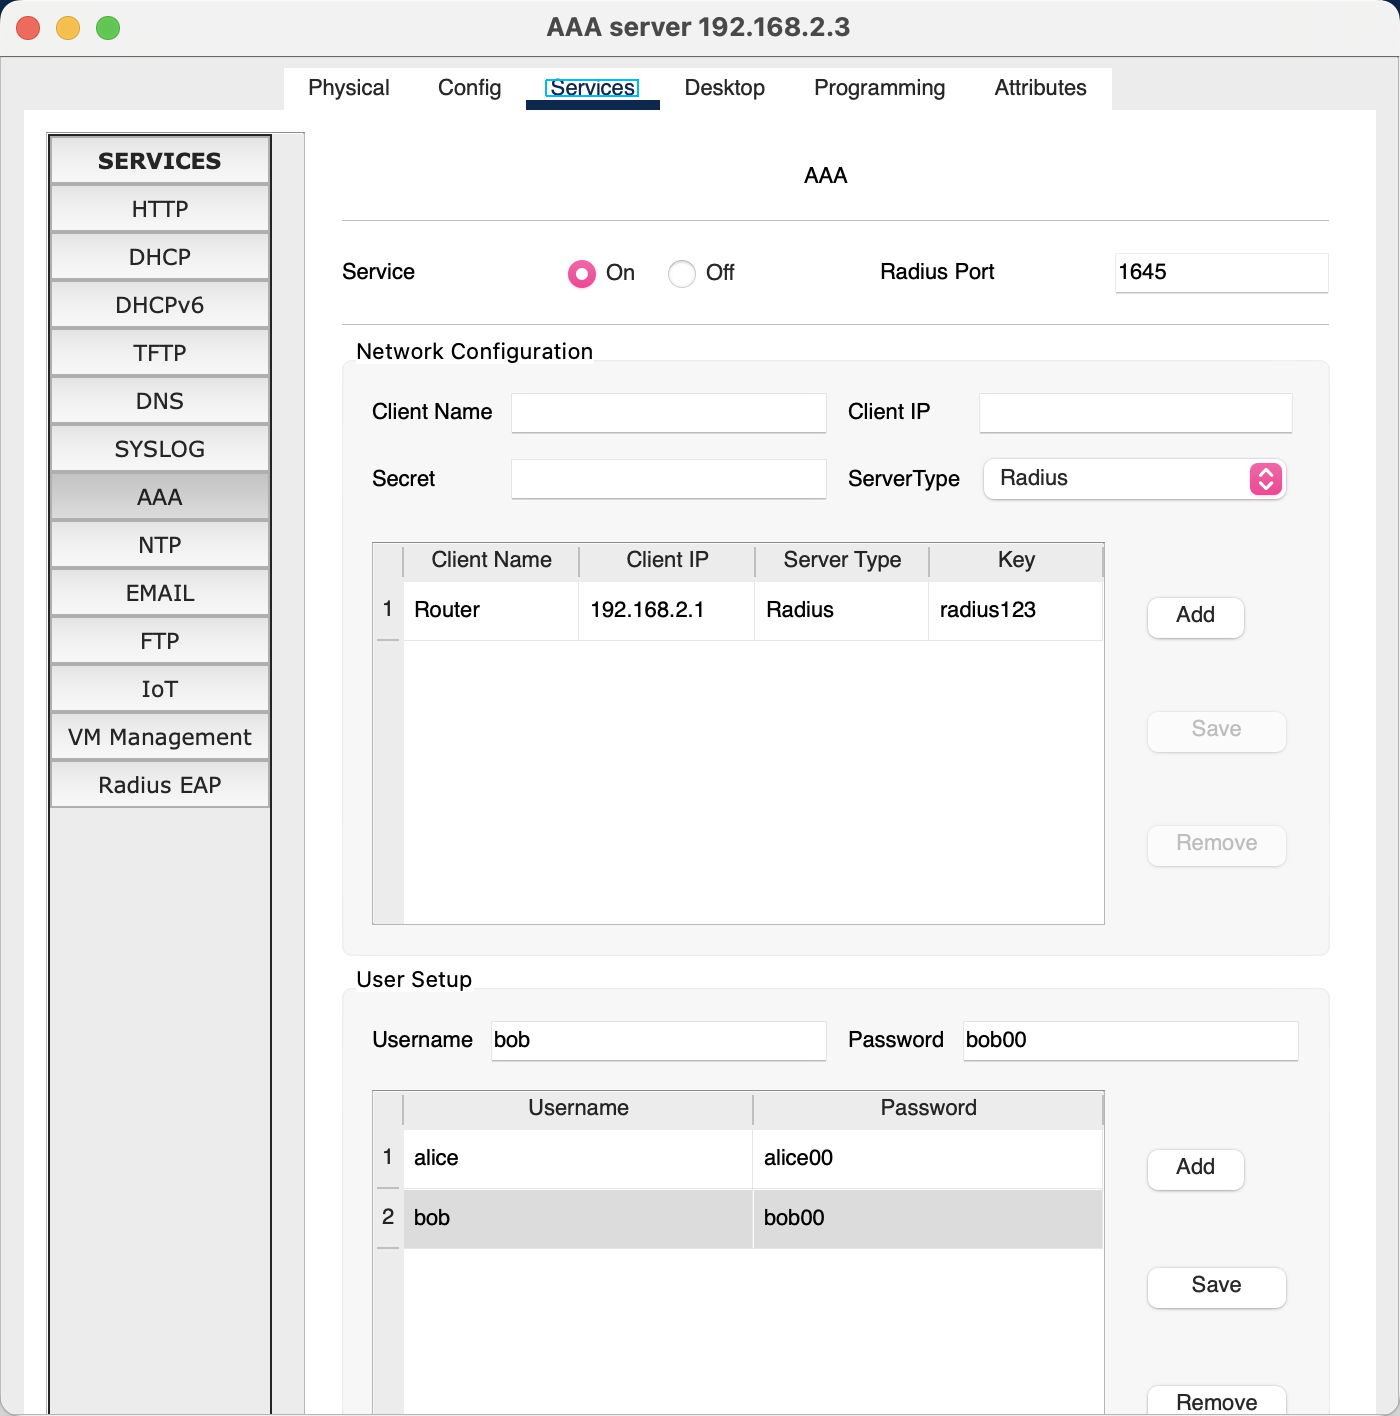 AAA server 192.168.2.3
Physical Config Services Desktop Programming Attributes
SERVICES
HTTP
DHCP
DHCPv6
TFTP
DNS
SYSLOG
AAA
NTP
EMAIL
FTP
IoT
VM Management
Radius EAP
AAA
Service On Off Radius Port 1645
Network Configuration
Client Name Client IP
Secret ServerType Radius
Client Name Client IP Server Type Key
1 Router 192.168.2.1 Radius radius123
Add
Save
Remove
User Setup
Username bob Password bob00
Username Password
1 alice alice00
2 bob bob00
Add
Save
Remove